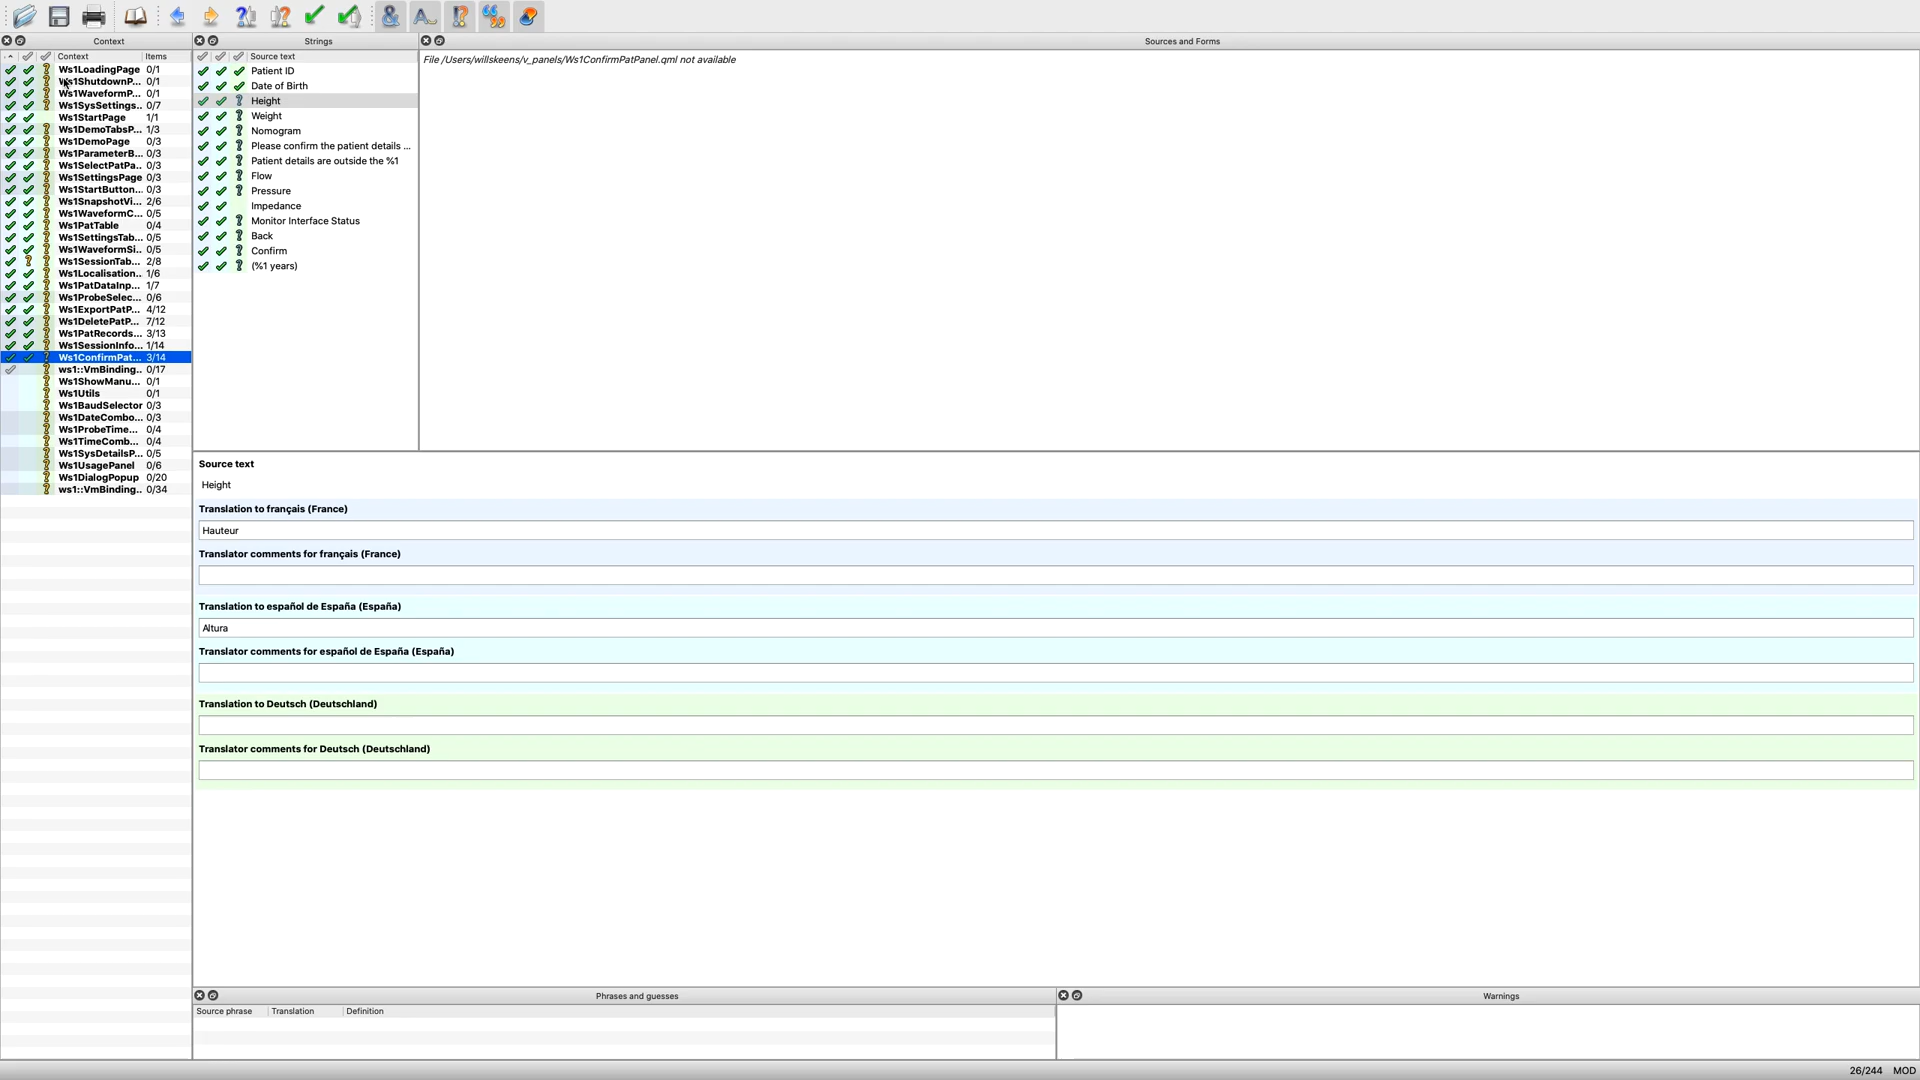 Context
Strings
Sources and Forms
Context Items
Ws1LoadingPage 0/1
Ws1ShutdownP... 0/1
Ws1WaveformP... 0/1
Ws1SysSettings.. 0/7
Ws1StartPage 1/1
Ws1DemoTabsP... 1/3
Ws1DemoPage 0/3
Ws1ParameterB... 0/3
Ws1SelectPatPa.. 0/3
Ws1SettingsPage 0/3
Ws1StartButton... 0/3
Ws1SnapshotVi... 2/6
Ws1WaveformC... 0/5
Ws1PatTable 0/4
Ws1SettingsTab... 0/5
Ws1WaveformSi.. 0/5
Ws1SessionTab... 2/8
Ws1Localisation.. 1/6
Ws1PatDataInp... 1/7
Ws1ProbeSelec... 0/6
Ws1ExportPatP... 4/12
Ws1DeletePatP... 7/12
Ws1PatRecords... 3/13
Ws1SessionInfo... 1/14
Ws1ConfirmPat... 3/14
ws1::VmBinding.. 0/17
Ws1ShowManu... 0/1
Ws1Utils 0/1
Ws1BaudSelector 0/3
Ws1DateCombo... 0/3
Ws1ProbeTime... 0/4
Ws1TimeComb... 0/4
Ws1SysDetailsP... 0/5
Ws1UsagePanel 0/6
Ws1DialogPopup 0/20
ws1::VmBinding.. 0/34
Source text
Patient ID
Date of Birth
Height
Weight
Nomogram
Please confirm the patient details ...
Patient details are outside the %1
Flow
Pressure
Impedance
Monitor Interface Status
Back
Confirm
(%1 years)
File /Users/willskeens/v_panels/Ws1ConfirmPatPanel.qml not available
Source text
Height
Translation to français (France)
Hauteur
Translator comments for français (France)
Translation to español de España (España)
Altura
Translator comments for español de España (España)
Translation to Deutsch (Deutschland)
Translator comments for Deutsch (Deutschland)
Phrases and guesses
Warnings
Source phrase Translation Definition
26/244 MOD